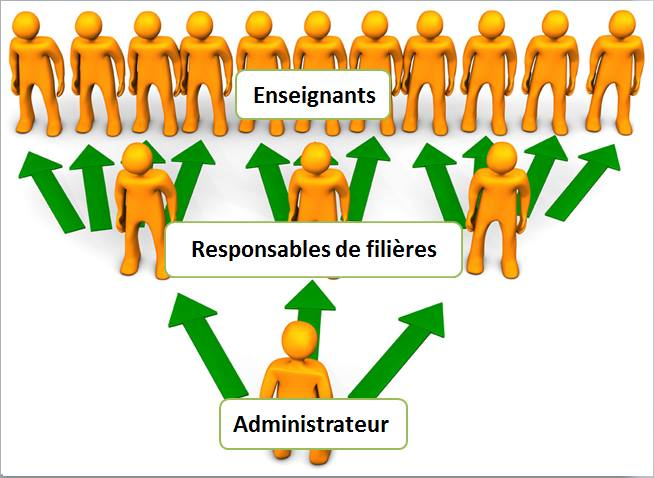 Enseignants
Responsables de filières
Administrateur